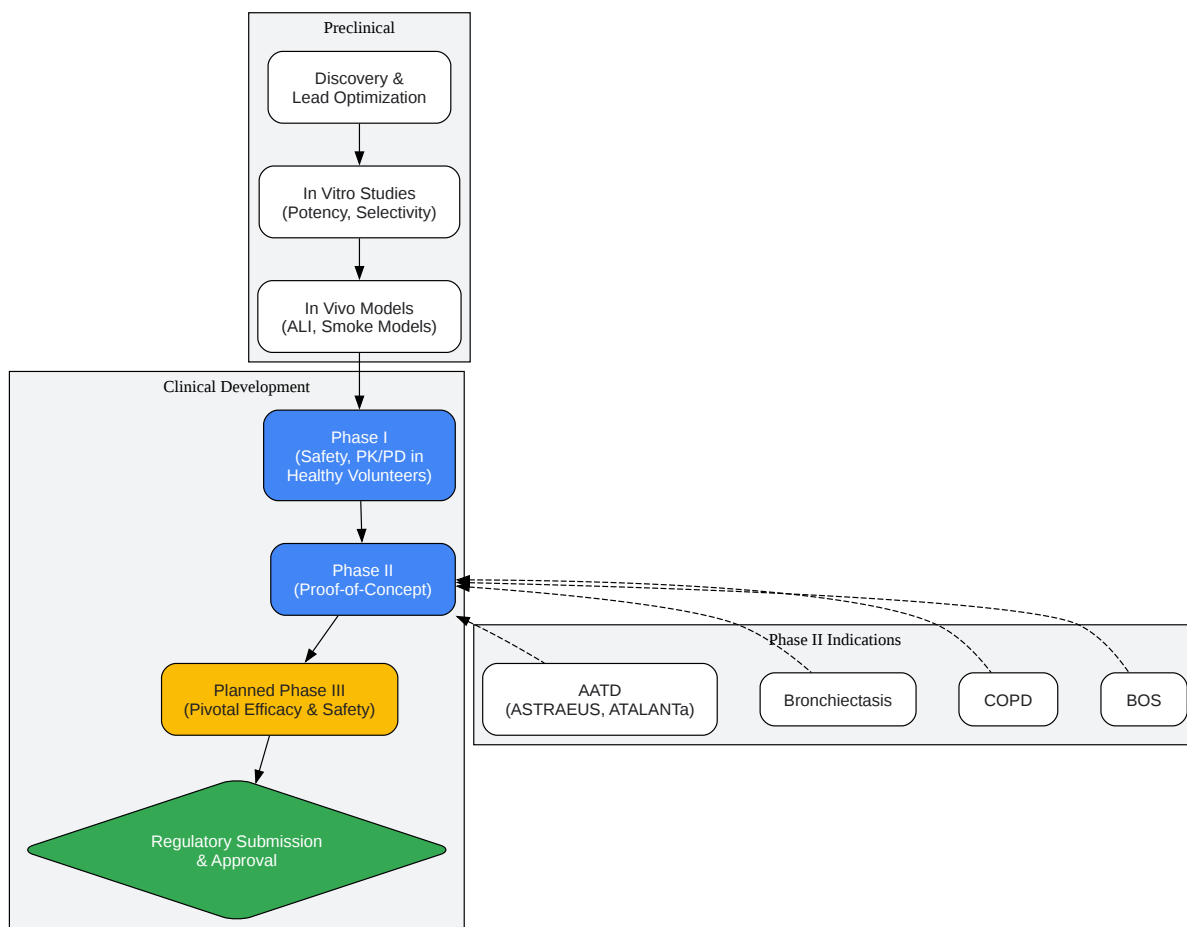 Preclinical
Discovery &
Lead Optimization
In Vitro Studies
(Potency, Selectivity)
In Vivo Models
(ALI, Smoke Models)
Clinical Development
Phase I
(Safety, PK/PD in
Healthy Volunteers)
Phase II
(Proof-of-Concept)
Phase II Indications
AATD
(ASTRAEUS, ATALANTa)
Bronchiectasis
COPD
BOS
Planned Phase III
(Pivotal Efficacy & Safety)
Regulatory Submission
& Approval